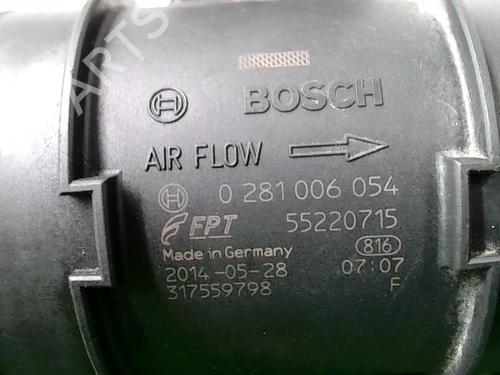 BOSCH
AIR FLOW
0 281 006 054
FPT 55220715
Made in Germany 816
2014-05-28 07:07
317559798 F